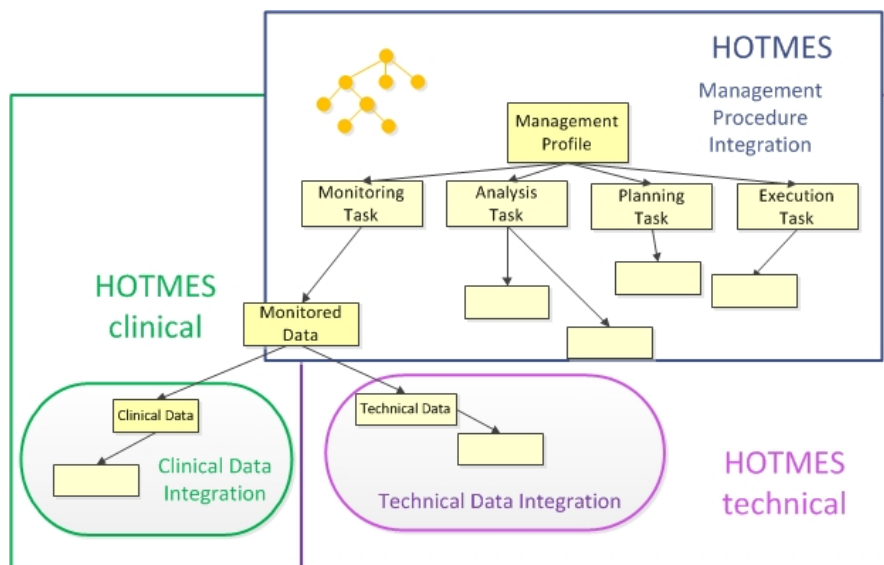 HOTMES
Management
Procedure
Integration
Management
Profile
Monitoring
Task
Analysis
Task
Planning
Task
Execution
Task
HOTMES
clinical
Monitored
Data
Clinical Data
Technical Data
Clinical Data
Integration
Technical Data Integration
HOTMES
technical